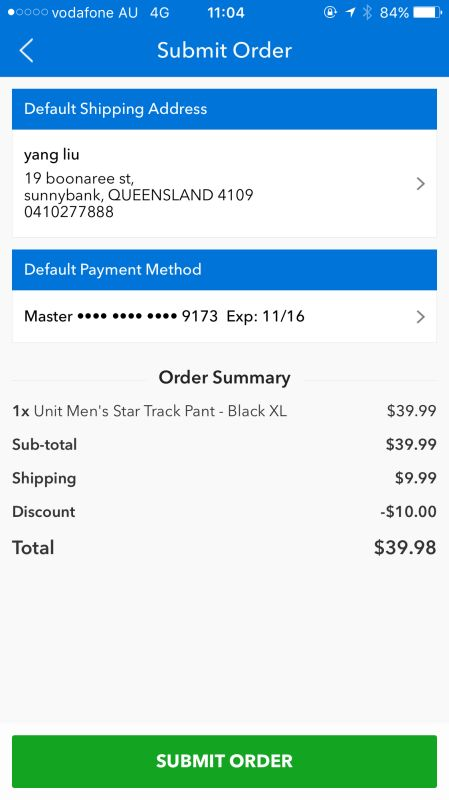 vodafone AU 4G 11:04 84%
Submit Order
Default Shipping Address
yang liu
19 boonaree st,
sunnybank, QUEENSLAND 4109
0410277888
Default Payment Method
Master •••• •••• •••• 9173 Exp: 11/16
Order Summary
1x Unit Men's Star Track Pant - Black XL $39.99
Sub-total $39.99
Shipping $9.99
Discount -$10.00
Total $39.98
SUBMIT ORDER